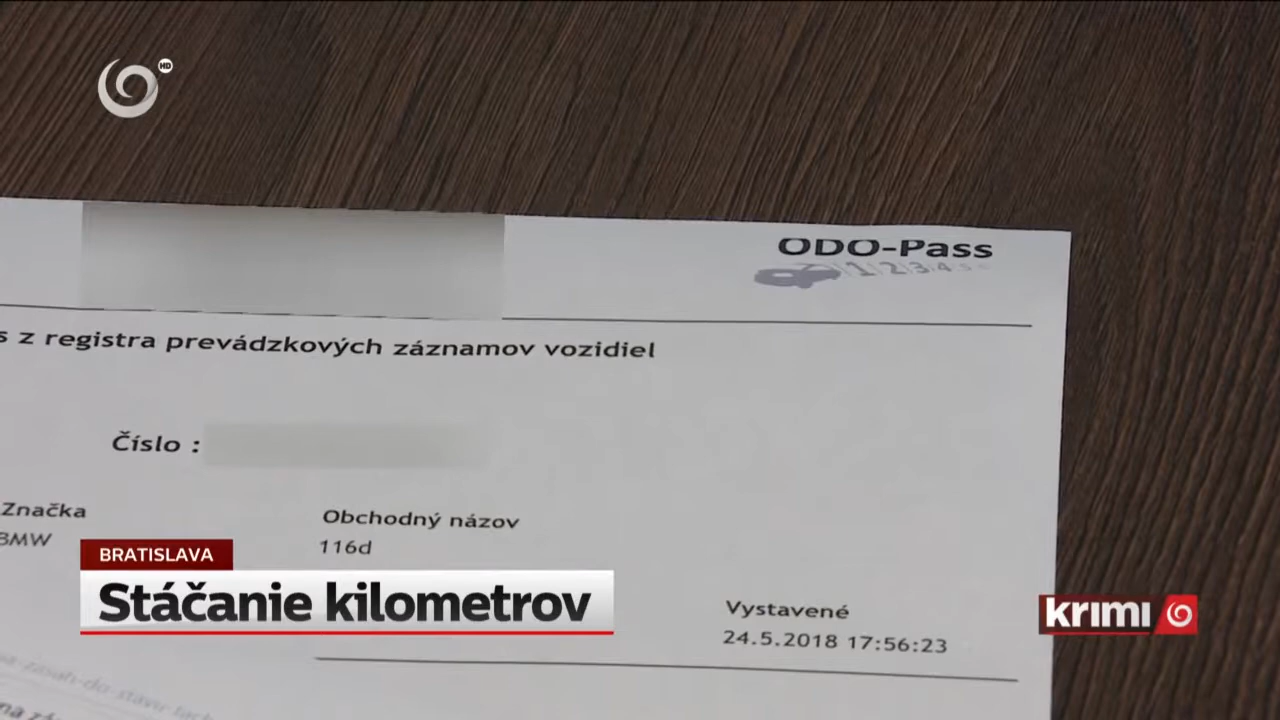 HD
ODO-Pass
1 2 3 4
z registra prevádzkových záznamov vozidiel
Číslo :
Značka
Obchodný názov
BMW
116d
BRATISLAVA
Stáčanie kilometrov
Vystavené
24.5.2018 17:56:23
krimi